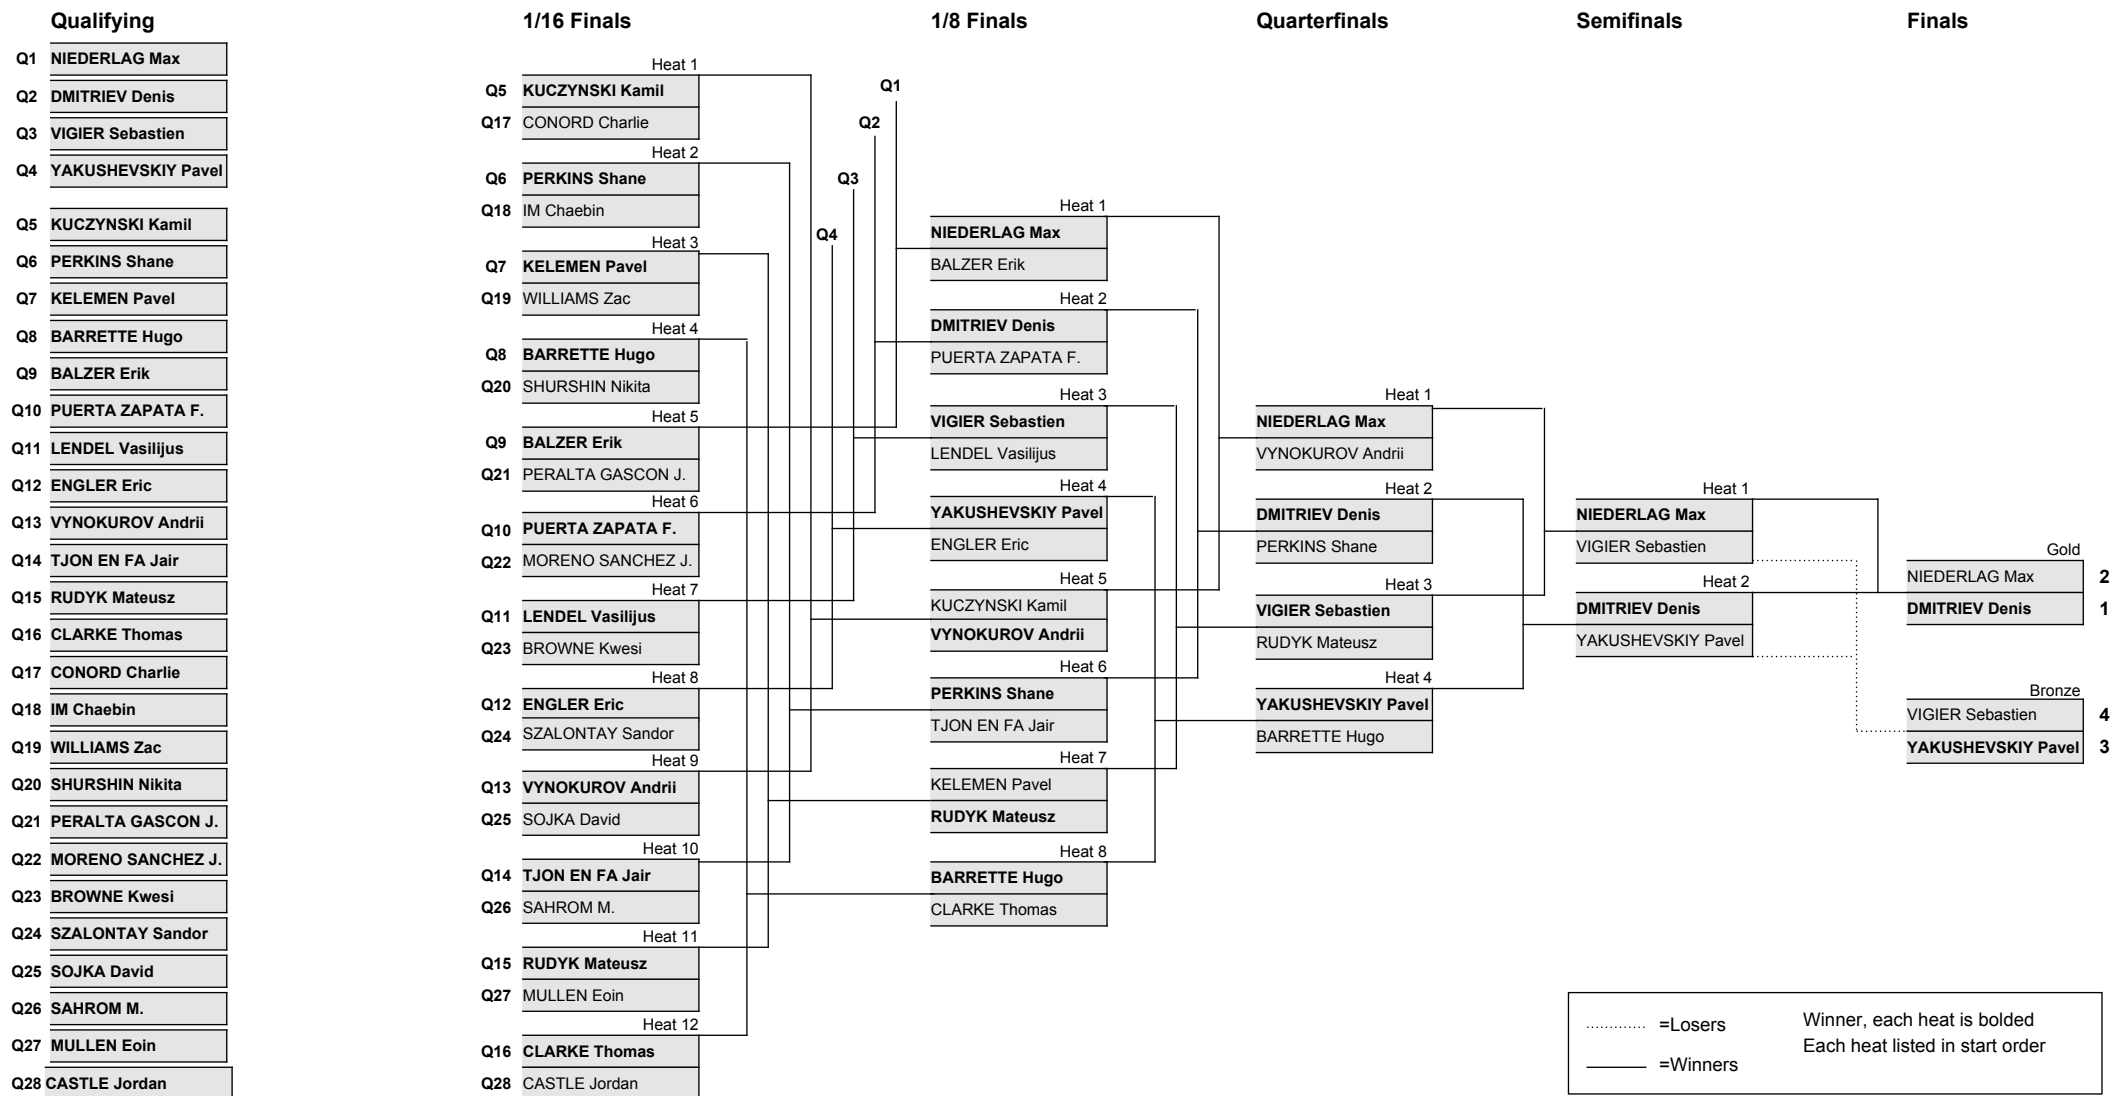 Qualifying
1/16 Finals
1/8 Finals
Quarterfinals
Semifinals
Finals
Q1 NIEDERLAG Max
Q2 DMITRIEV Denis
Q3 VIGIER Sebastien
Q4 YAKUSHEVSKIY Pavel
Q5 KUCZYNSKI Kamil
Q6 PERKINS Shane
Q7 KELEMEN Pavel
Q8 BARRETTE Hugo
Q9 BALZER Erik
Q10 PUERTA ZAPATA F.
Q11 LENDEL Vasilijus
Q12 ENGLER Eric
Q13 VYNOKUROV Andrii
Q14 TJON EN FA Jair
Q15 RUDYK Mateusz
Q16 CLARKE Thomas
Q17 CONORD Charlie
Q18 IM Chaebin
Q19 WILLIAMS Zac
Q20 SHURSHIN Nikita
Q21 PERALTA GASCON J.
Q22 MORENO SANCHEZ J.
Q23 BROWNE Kwesi
Q24 SZALONTAY Sandor
Q25 SOJKA David
Q26 SAHROM M.
Q27 MULLEN Eoin
Q28 CASTLE Jordan
Heat 1
Q5 KUCZYNSKI Kamil
Q17 CONORD Charlie
Heat 2
Q6 PERKINS Shane
Q18 IM Chaebin
Heat 3
Q7 KELEMEN Pavel
Q19 WILLIAMS Zac
Heat 4
Q8 BARRETTE Hugo
Q20 SHURSHIN Nikita
Heat 5
Q9 BALZER Erik
Q21 PERALTA GASCON J.
Heat 6
Q10 PUERTA ZAPATA F.
Q22 MORENO SANCHEZ J.
Heat 7
Q11 LENDEL Vasilijus
Q23 BROWNE Kwesi
Heat 8
Q12 ENGLER Eric
Q24 SZALONTAY Sandor
Heat 9
Q13 VYNOKUROV Andrii
Q25 SOJKA David
Heat 10
Q14 TJON EN FA Jair
Q26 SAHROM M.
Heat 11
Q15 RUDYK Mateusz
Q27 MULLEN Eoin
Heat 12
Q16 CLARKE Thomas
Q28 CASTLE Jordan
Q1
Q2
Q3
Q4
Heat 1
NIEDERLAG Max
BALZER Erik
Heat 2
DMITRIEV Denis
PUERTA ZAPATA F.
Heat 3
VIGIER Sebastien
LENDEL Vasilijus
Heat 4
YAKUSHEVSKIY Pavel
ENGLER Eric
Heat 5
KUCZYNSKI Kamil
VYNOKUROV Andrii
Heat 6
PERKINS Shane
TJON EN FA Jair
Heat 7
KELEMEN Pavel
RUDYK Mateusz
Heat 8
BARRETTE Hugo
CLARKE Thomas
Heat 1
NIEDERLAG Max
VYNOKUROV Andrii
Heat 2
DMITRIEV Denis
PERKINS Shane
Heat 3
VIGIER Sebastien
RUDYK Mateusz
Heat 4
YAKUSHEVSKIY Pavel
BARRETTE Hugo
Heat 1
NIEDERLAG Max
VIGIER Sebastien
Heat 2
DMITRIEV Denis
YAKUSHEVSKIY Pavel
Gold
NIEDERLAG Max 2
DMITRIEV Denis 1
Bronze
VIGIER Sebastien 4
YAKUSHEVSKIY Pavel 3
=Losers
=Winners
Winner, each heat is bolded
Each heat listed in start order